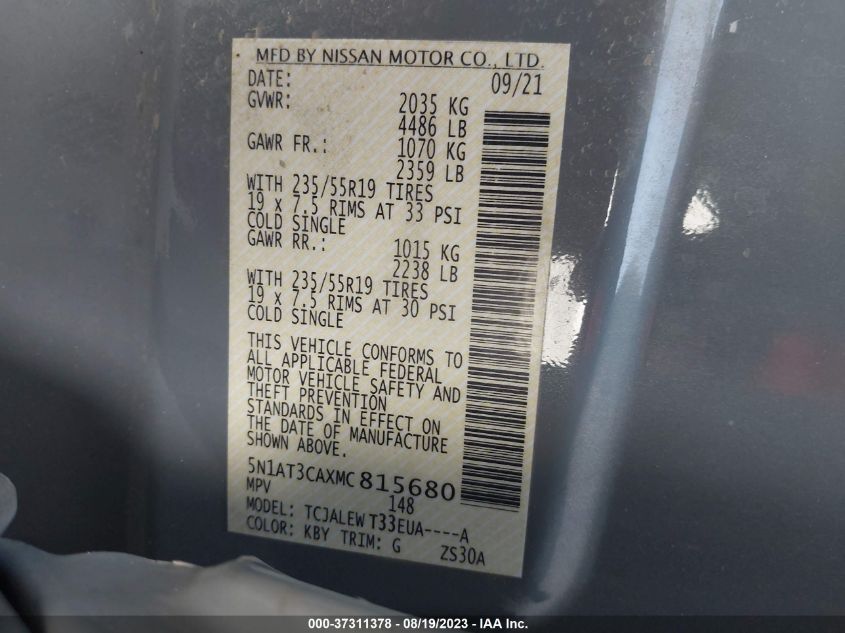 MFD BY NISSAN MOTOR CO., LTD.
DATE: 09/21
GVWR: 2035 KG
4486 LB
GAWR FR.: 1070 KG
2359 LB
WITH 235/55R19 TIRES
19 x 7.5 RIMS AT 33 PSI
COLD SINGLE
GAWR RR.: 1015 KG
2238 LB
WITH 235/55R19 TIRES
19 x 7.5 RIMS AT 30 PSI
COLD SINGLE
THIS VEHICLE CONFORMS TO
ALL APPLICABLE FEDERAL
MOTOR VEHICLE SAFETY AND
THEFT PREVENTION
STANDARDS IN EFFECT ON
THE DATE OF MANUFACTURE
SHOWN ABOVE.
5N1AT3CAXMC815680
MPV 148
MODEL: TCJALEW T33EUA----A
COLOR: KBY TRIM: G ZS30A
000-37311378 - 08/19/2023 - IAAI.COM